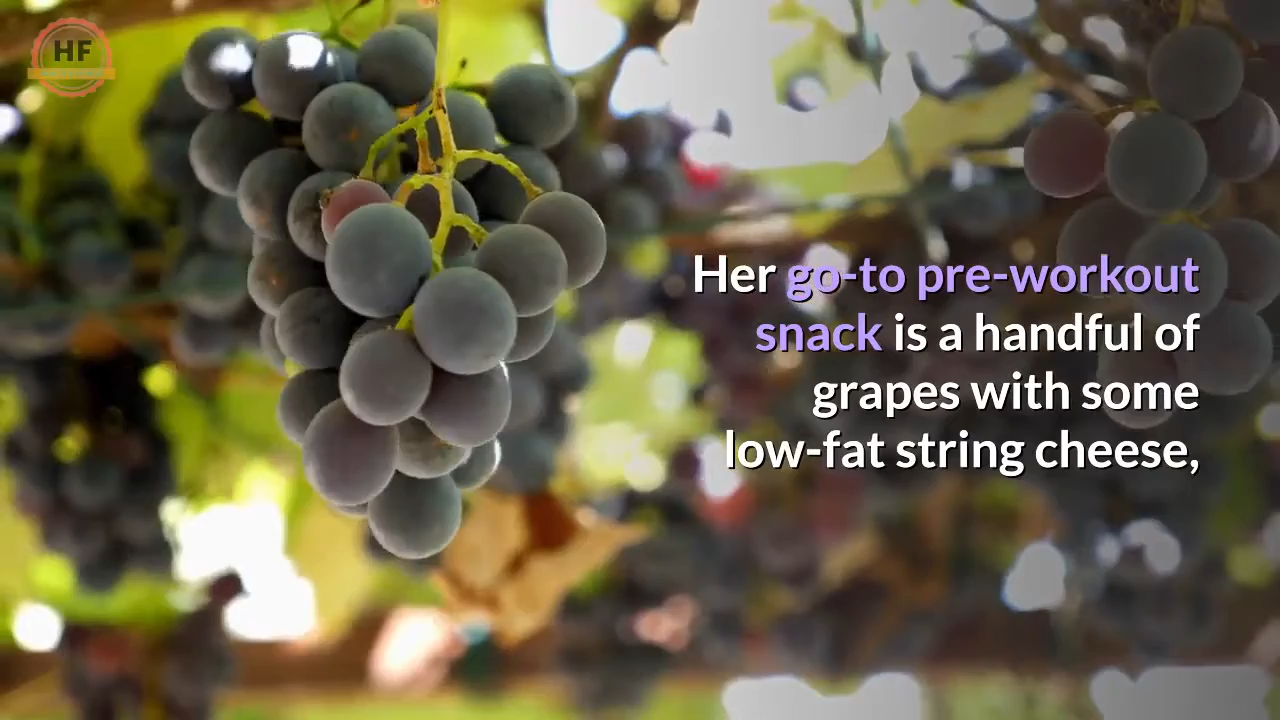 HF
Her go-to pre-workout
snack is a handful of
grapes with some
low-fat string cheese,